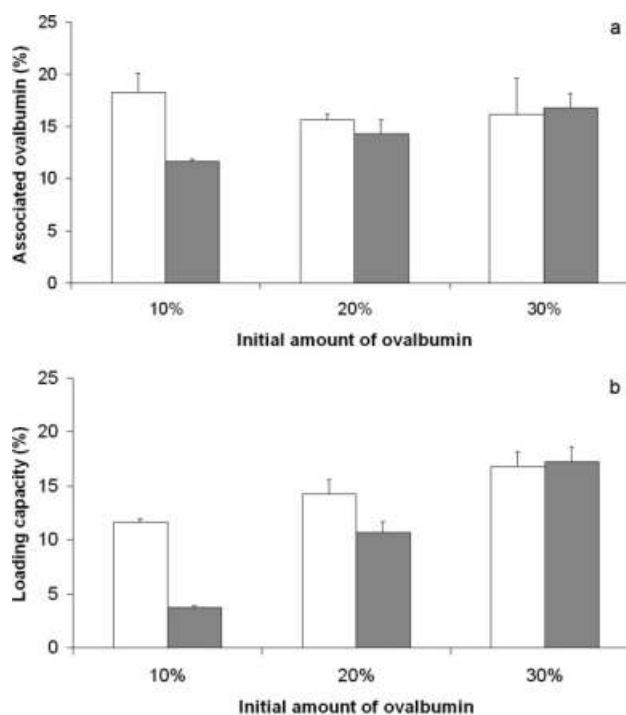 a
Associated ovalbumin (%)
25
20
15
10
5
0
10% 20% 30%
Initial amount of ovalbumin
b
Loading capacity (%)
25
20
15
10
5
0
10% 20% 30%
Initial amount of ovalbumin